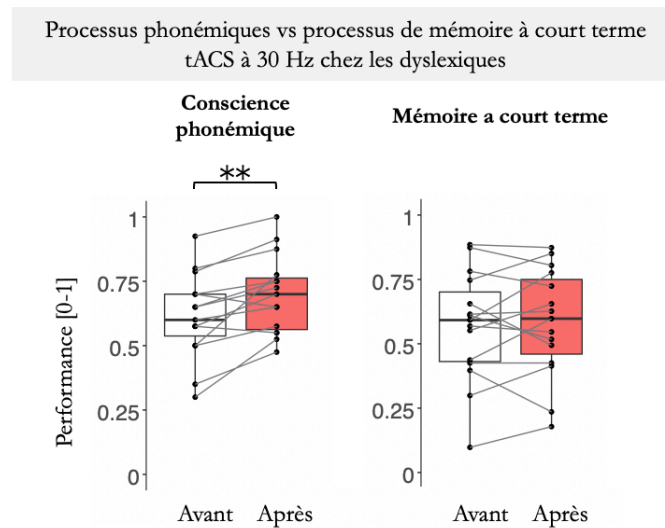 Processus phonémiques vs processus de mémoire à court terme
tACS à 30 Hz chez les dyslexiques
Conscience
phonémique
Mémoire a court terme
**
Performance [0-1]
1
0.75
0.5
0.25
0
Avant Après
1
0.75
0.5
0.25
0
Avant Après